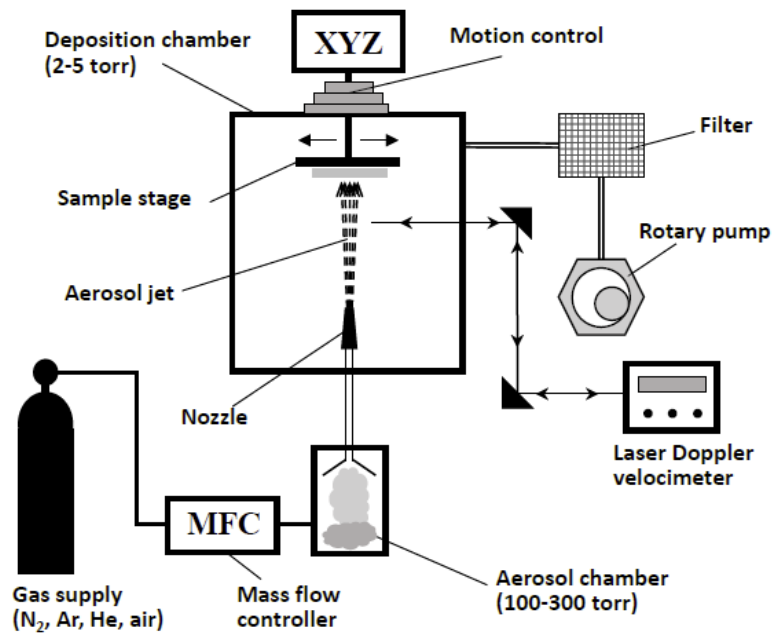 Deposition chamber
(2-5 torr)
XYZ
Motion control
Filter
Sample stage
Rotary pump
Aerosol jet
Nozzle
Laser Doppler
velocimeter
MFC
Gas supply
(N₂, Ar, He, air)
Mass flow
controller
Aerosol chamber
(100-300 torr)